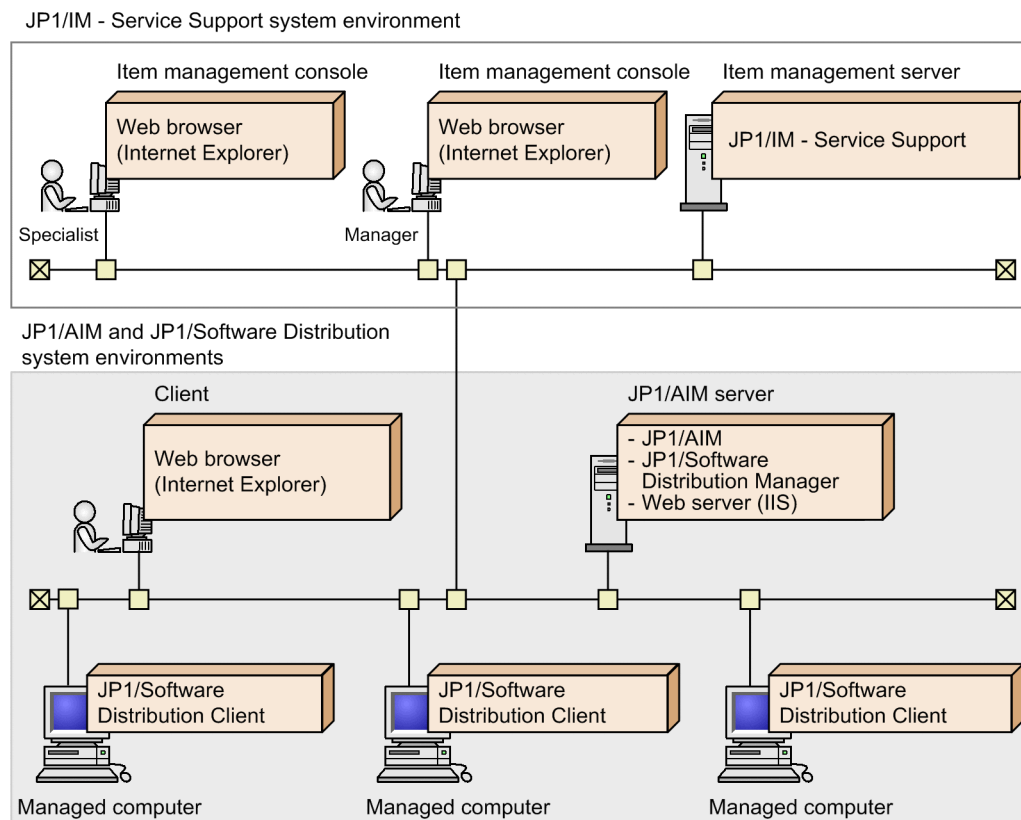 JP1/IM - Service Support system environment
Item management console
Item management console
Item management server
Web browser
(Internet Explorer)
Web browser
(Internet Explorer)
JP1/IM - Service Support
Specialist
Manager
JP1/AIM and JP1/Software Distribution
system environments
Client
JP1/AIM server
Web browser
(Internet Explorer)
- JP1/AIM
- JP1/Software
Distribution Manager
- Web server (IIS)
JP1/Software
Distribution Client
JP1/Software
Distribution Client
JP1/Software
Distribution Client
Managed computer
Managed computer
Managed computer